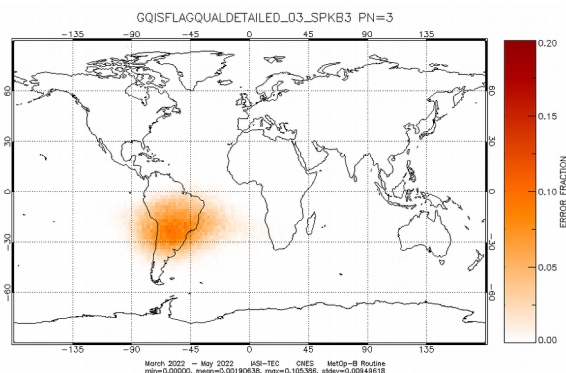 GQISFLAGQUALDETAILED_03_SPKB3 PN=3
-135 -90 -45 0 45 90 135
60 60
30 30
0 0
-30 -30
-60 -60
-135 -90 -45 0 45 90 135
0.20
0.15
0.10
0.05
0.00
ERROR FRACTION
March 2022 - May 2022 IASI-TEC CNES MetOp-B Routine
min=0.00000, mean=0.00190638, max=0.105386, stdev=0.00949618